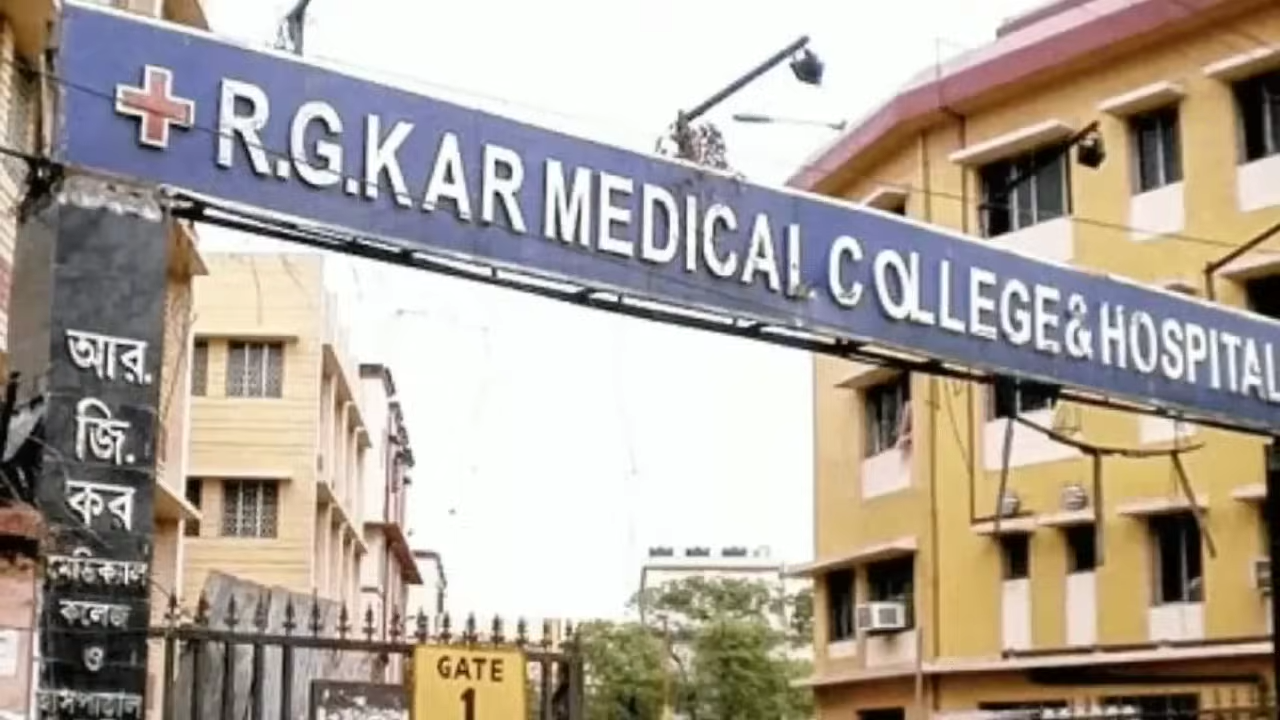 R.G.KAR MEDICAL COLLEGE & HOSPITAL
আর.
জি.
কর
মেডিক্যাল
কলেজ
ও
হাসপাতাল
GATE
1